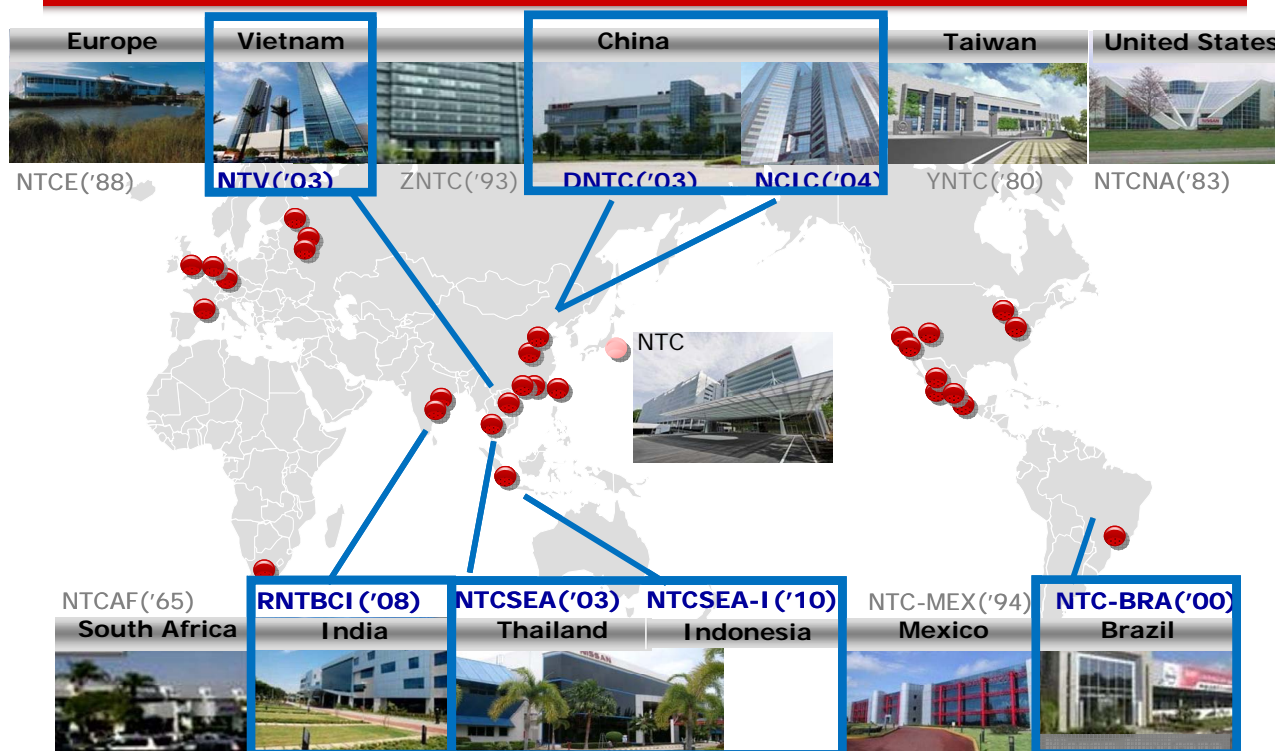 Europe
Vietnam
China
Taiwan
United States
NTCE('88)
NTV('03)
ZNTC('93)
DNTC('03)
NCIC('04)
YNTC('80)
NTCNA('83)
NTC
NTCAF('65)
RNTBCI('08)
NTCSEA('03)
NTCSEA-I('10)
NTC-MEX('94)
NTC-BRA('00)
South Africa
India
Thailand
Indonesia
Mexico
Brazil
NISSAN